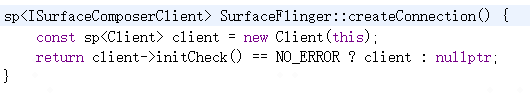 sp<ISurfaceComposerClient> SurfaceFlinger::createConnection() {
    const sp<Client> client = new Client(this);
    return client->initCheck() == NO_ERROR ? client : nullptr;
}